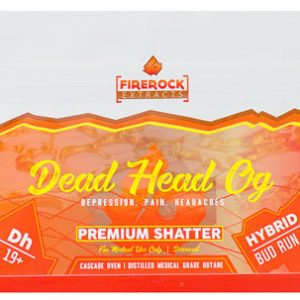 FIREROCK
EXTRACTS
Dead Head Og
DEPRESSION, PAIN, HEADACHES
PREMIUM SHATTER
For Medical Use Only |
Dh
19+
HYBRID
BUD RUN
CASCADE OVEN | DISTILLED MEDICAL GRADE BUTANE